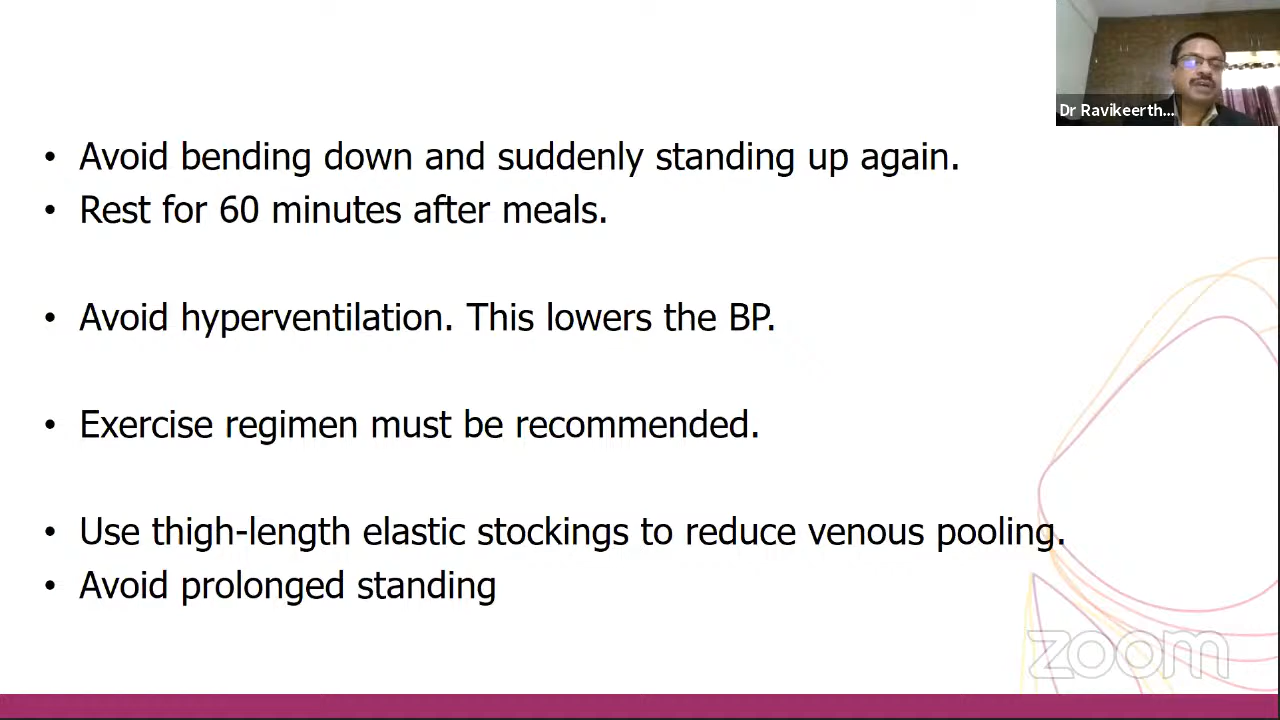 Dr Ravikeerth...
• Avoid bending down and suddenly standing up again.
• Rest for 60 minutes after meals.
• Avoid hyperventilation. This lowers the BP.
• Exercise regimen must be recommended.
• Use thigh-length elastic stockings to reduce venous pooling.
• Avoid prolonged standing
zoom